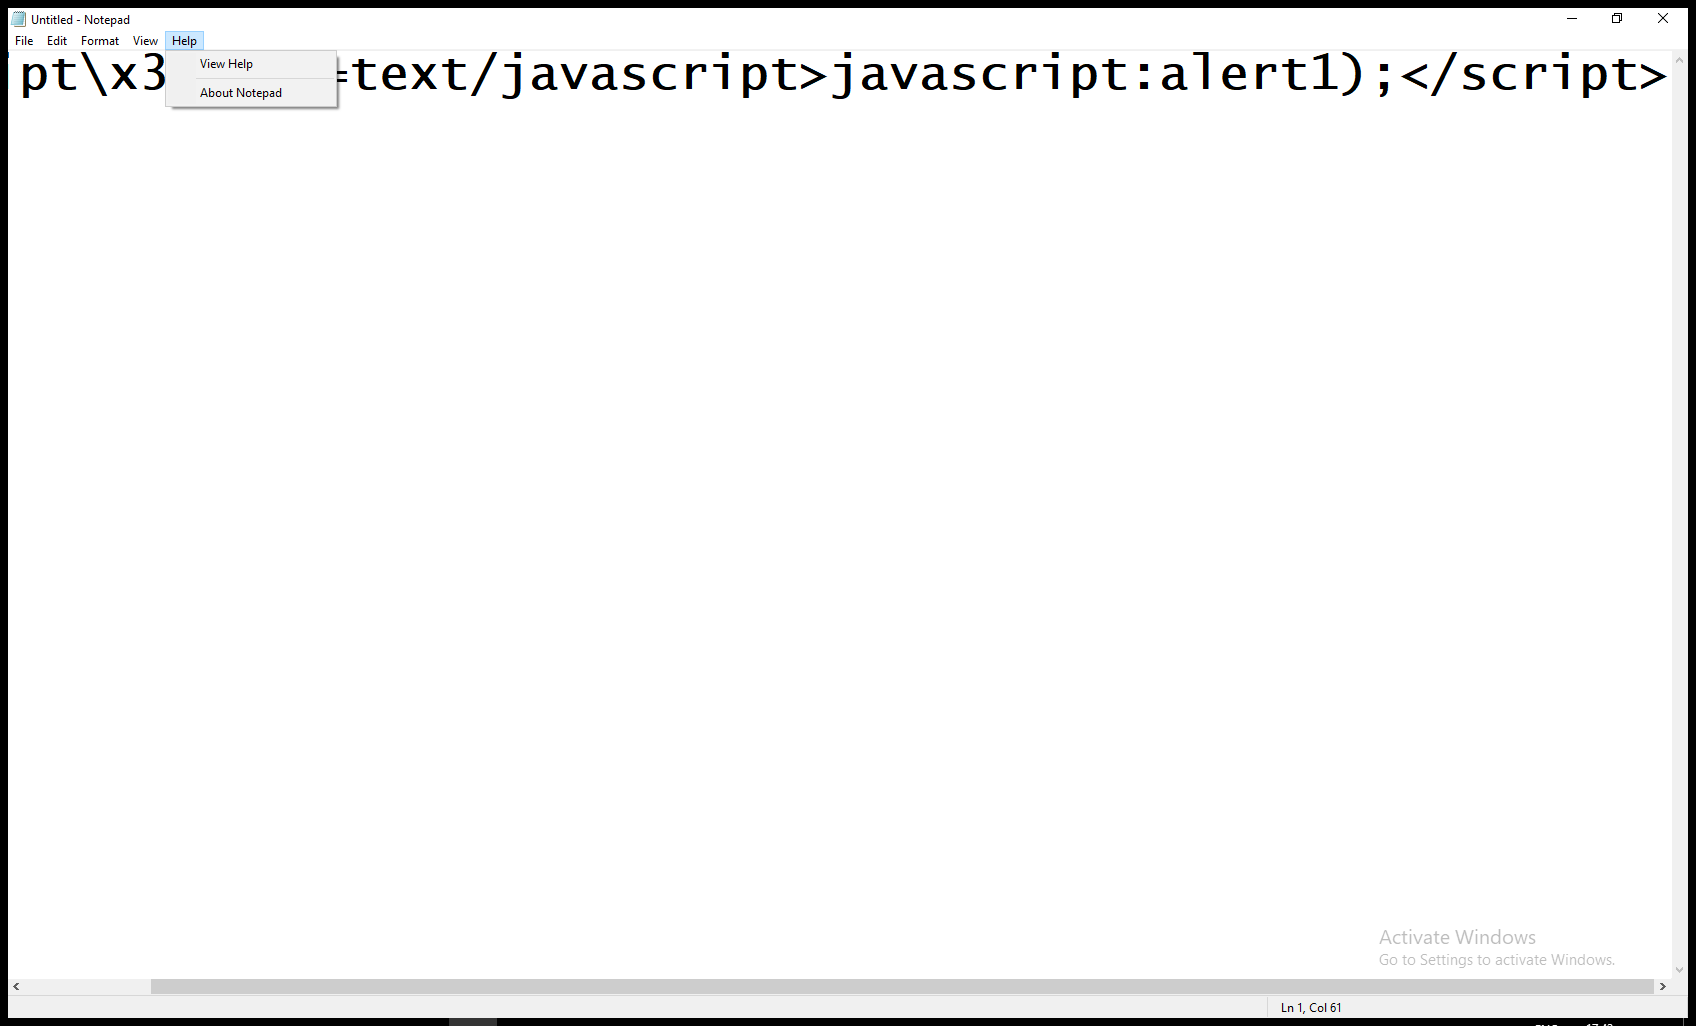 Untitled - Notepad
File Edit Format View Help
pt\x3 =text/javascript>javascript:alert1);</script>
View Help
About Notepad
Activate Windows
Go to Settings to activate Windows.
Ln 1, Col 61